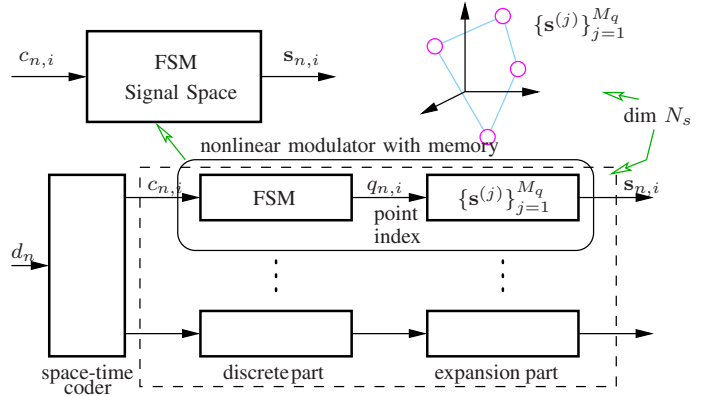 c_{n,i}
FSM
Signal Space
s_{n,i}
{s^{(j)}}_{j=1}^{M_q}
dim N_s
nonlinear modulator with memory
d_n
c_{n,i}
FSM
q_{n,i}
point
index
{s^{(j)}}_{j=1}^{M_q}
s_{n,i}
space-time
coder
discrete part
expansion part